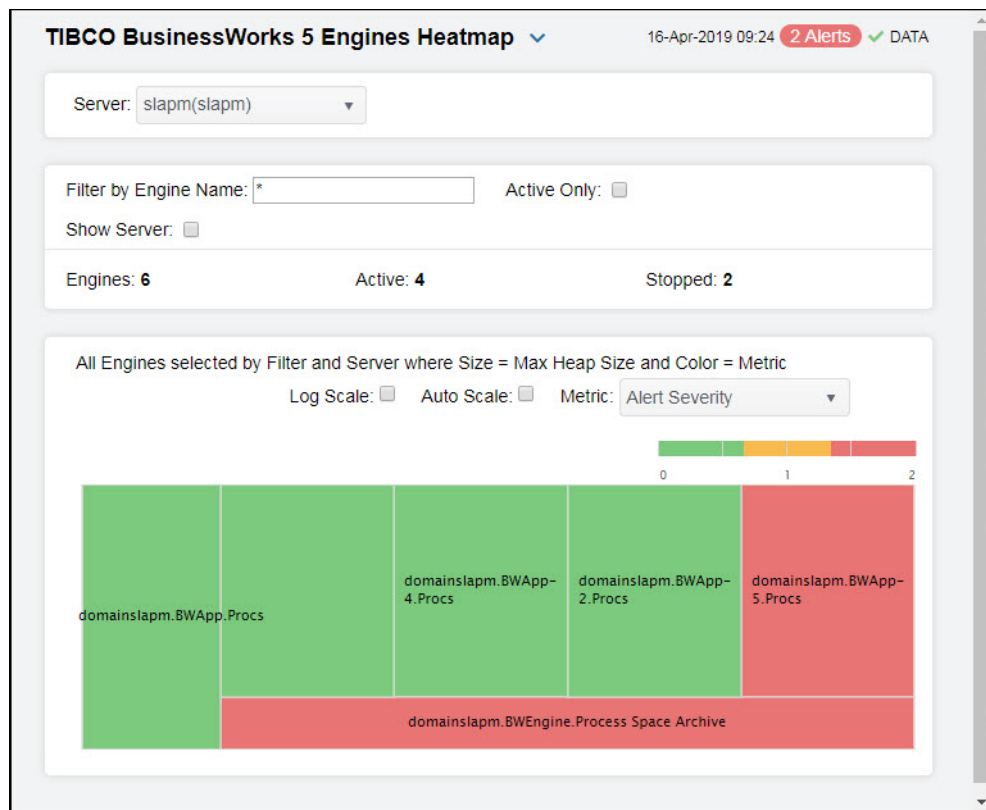 TIBCO BusinessWorks 5 Engines Heatmap 16-Apr-2019 09:24 2 Alerts DATA
Server: slapm(slapm)
Filter by Engine Name: * Active Only:
Show Server:
Engines: 6 Active: 4 Stopped: 2
All Engines selected by Filter and Server where Size = Max Heap Size and Color = Metric
Log Scale: Auto Scale: Metric: Alert Severity
0 1 2
domainslapm.BWApp.Procs
domainslapm.BWApp-
4.Procs
domainslapm.BWApp-
2.Procs
domainslapm.BWApp-
5.Procs
domainslapm.BWEngine.Process Space Archive